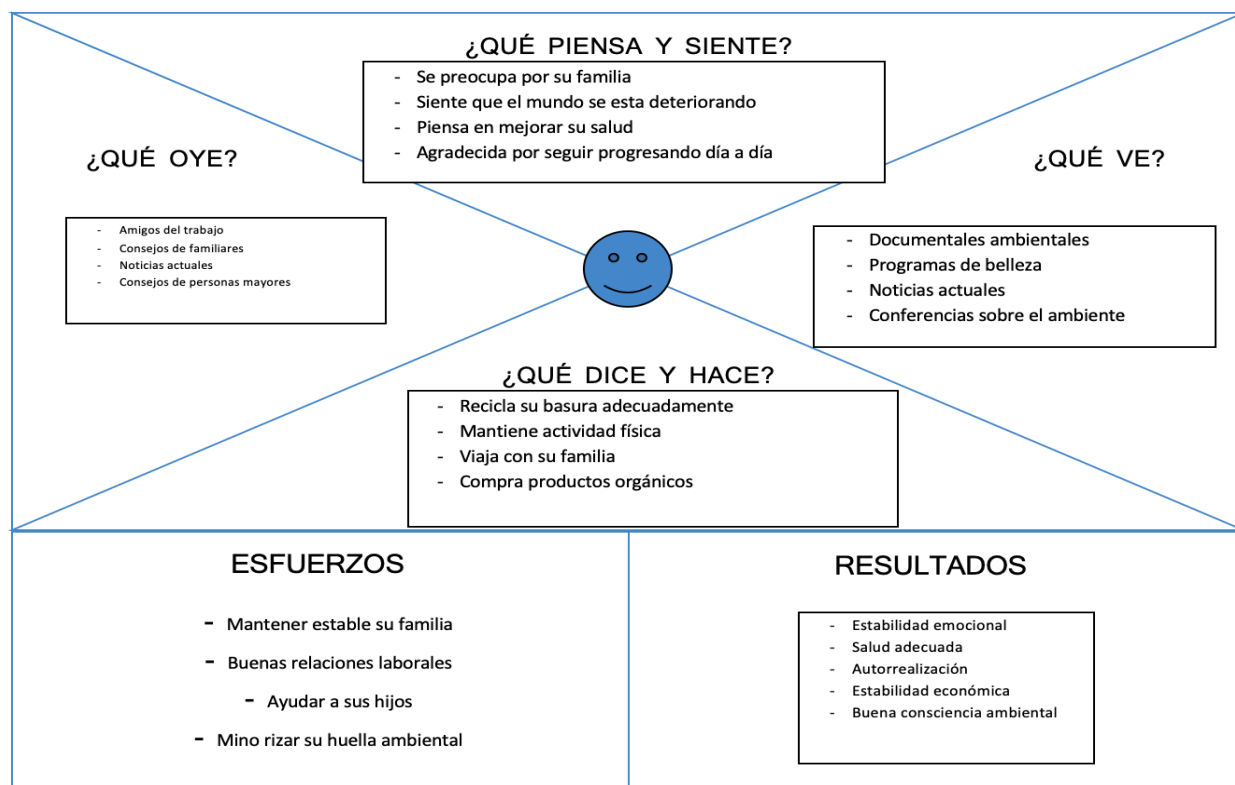 ¿QUÉ PIENSA Y SIENTE?
- Se preocupa por su familia
- Siente que el mundo se esta deteriorando
- Piensa en mejorar su salud
- Agradecida por seguir progresando día a día
¿QUÉ OYE?
- Amigos del trabajo
- Consejos de familiares
- Noticias actuales
- Consejos de personas mayores
¿QUÉ VE?
- Documentales ambientales
- Programas de belleza
- Noticias actuales
- Conferencias sobre el ambiente
¿QUÉ DICE Y HACE?
- Recicla su basura adecuadamente
- Mantiene actividad física
- Viaja con su familia
- Compra productos orgánicos
ESFUERZOS
- Mantener estable su familia
- Buenas relaciones laborales
- Ayudar a sus hijos
- Mino rizar su huella ambiental
RESULTADOS
- Estabilidad emocional
- Salud adecuada
- Autorrealización
- Estabilidad económica
- Buena consciencia ambiental